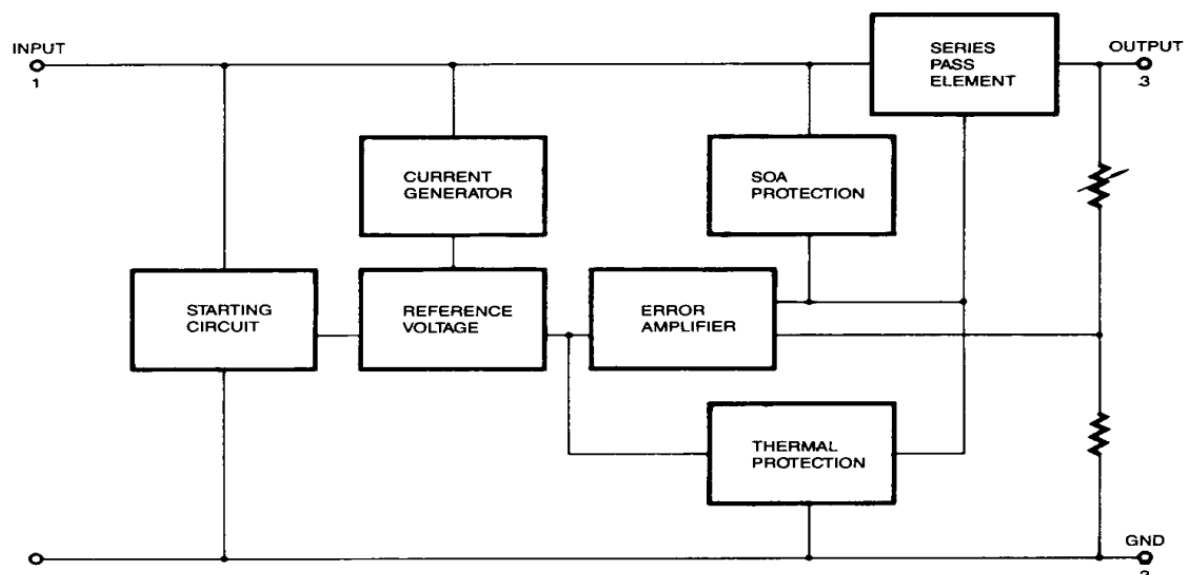 INPUT
1
SERIES
PASS
ELEMENT
OUTPUT
3
CURRENT
GENERATOR
SOA
PROTECTION
STARTING
CIRCUIT
REFERENCE
VOLTAGE
ERROR
AMPLIFIER
THERMAL
PROTECTION
GND